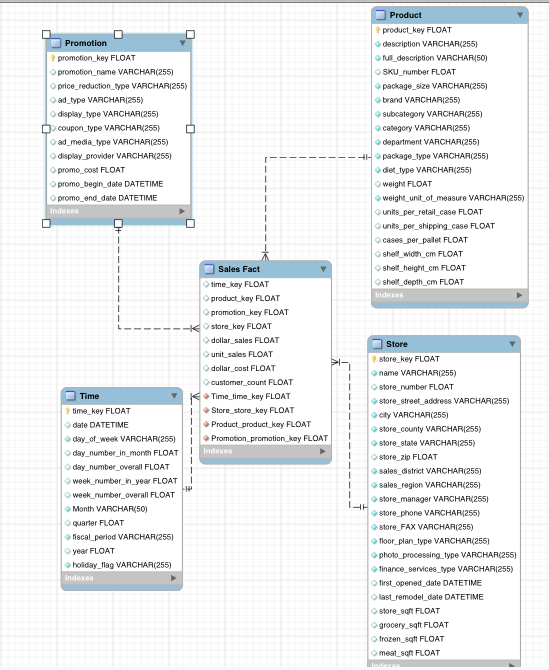 Promotion
promotion_key FLOAT
promotion_name VARCHAR(255)
price_reduction_type VARCHAR(255)
ad_type VARCHAR(255)
display_type VARCHAR(255)
coupon_type VARCHAR(255)
ad_media_type VARCHAR(255)
display_provider VARCHAR(255)
promo_cost FLOAT
promo_begin_date DATETIME
promo_end_date DATETIME
Indexes
Product
product_key FLOAT
description VARCHAR(255)
full_description VARCHAR(50)
SKU_number FLOAT
package_size VARCHAR(255)
brand VARCHAR(255)
subcategory VARCHAR(255)
category VARCHAR(255)
department VARCHAR(255)
package_type VARCHAR(255)
diet_type VARCHAR(255)
weight FLOAT
weight_unit_of_measure VARCHAR(255)
units_per_retail_case FLOAT
units_per_shipping_case FLOAT
cases_per_pallet FLOAT
shelf_width_cm FLOAT
shelf_height_cm FLOAT
shelf_depth_cm FLOAT
Indexes
Sales Fact
time_key FLOAT
product_key FLOAT
promotion_key FLOAT
store_key FLOAT
dollar_sales FLOAT
unit_sales FLOAT
dollar_cost FLOAT
customer_count FLOAT
Time_time_key FLOAT
Store_store_key FLOAT
Product_product_key FLOAT
Promotion_promotion_key FLOAT
Indexes
Time
time_key FLOAT
date DATETIME
day_of_week VARCHAR(255)
day_number_in_month FLOAT
day_number_overall FLOAT
week_number_in_year FLOAT
week_number_overall FLOAT
Month VARCHAR(50)
quarter FLOAT
fiscal_period VARCHAR(255)
year FLOAT
holiday_flag VARCHAR(255)
Indexes
Store
store_key FLOAT
name VARCHAR(255)
store_number FLOAT
store_street_address VARCHAR(255)
city VARCHAR(255)
store_county VARCHAR(255)
store_state VARCHAR(255)
store_zip FLOAT
sales_district VARCHAR(255)
sales_region VARCHAR(255)
store_manager VARCHAR(255)
store_phone VARCHAR(255)
store_FAX VARCHAR(255)
floor_plan_type VARCHAR(255)
photo_processing_type VARCHAR(255)
finance_services_type VARCHAR(255)
first_opened_date DATETIME
last_remodel_date DATETIME
store_sqft FLOAT
grocery_sqft FLOAT
frozen_sqft FLOAT
meat_sqft FLOAT
Indexes